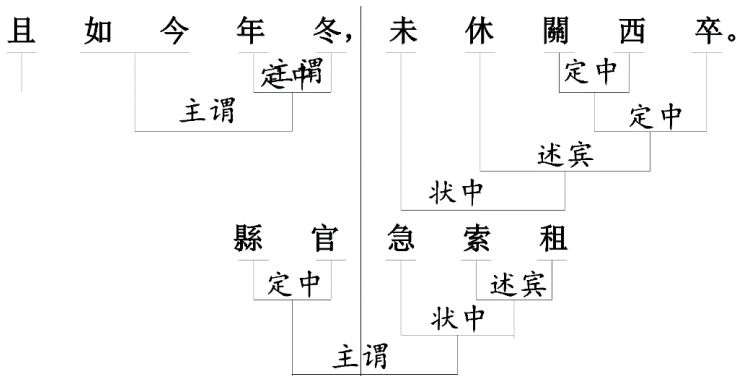 且如今年冬，未休關西卒。
定中 主谓 定中
主谓 定中
述宾
状中
縣官急索租
定中 述宾
状中
主谓